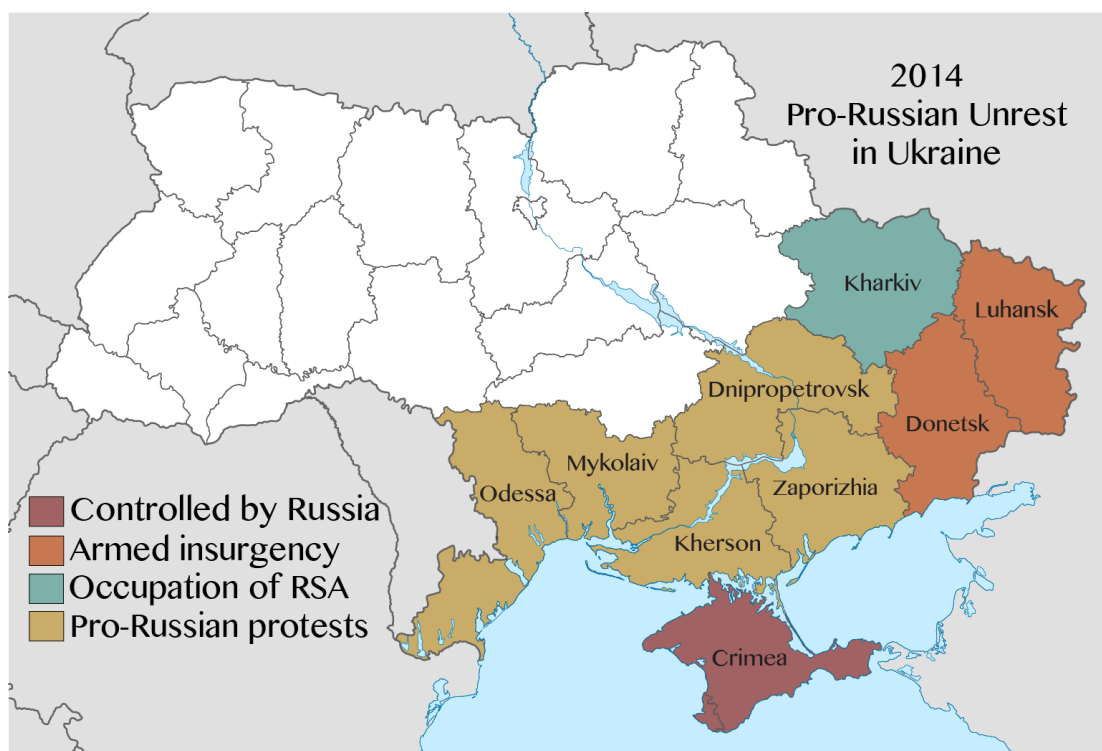 2014
Pro-Russian Unrest
in Ukraine
Kharkiv
Luhansk
Dnipropetrovsk
Donetsk
Mykolaiv
Odessa
Zaporizhia
Kherson
Crimea
Controlled by Russia
Armed insurgency
Occupation of RSA
Pro-Russian protests